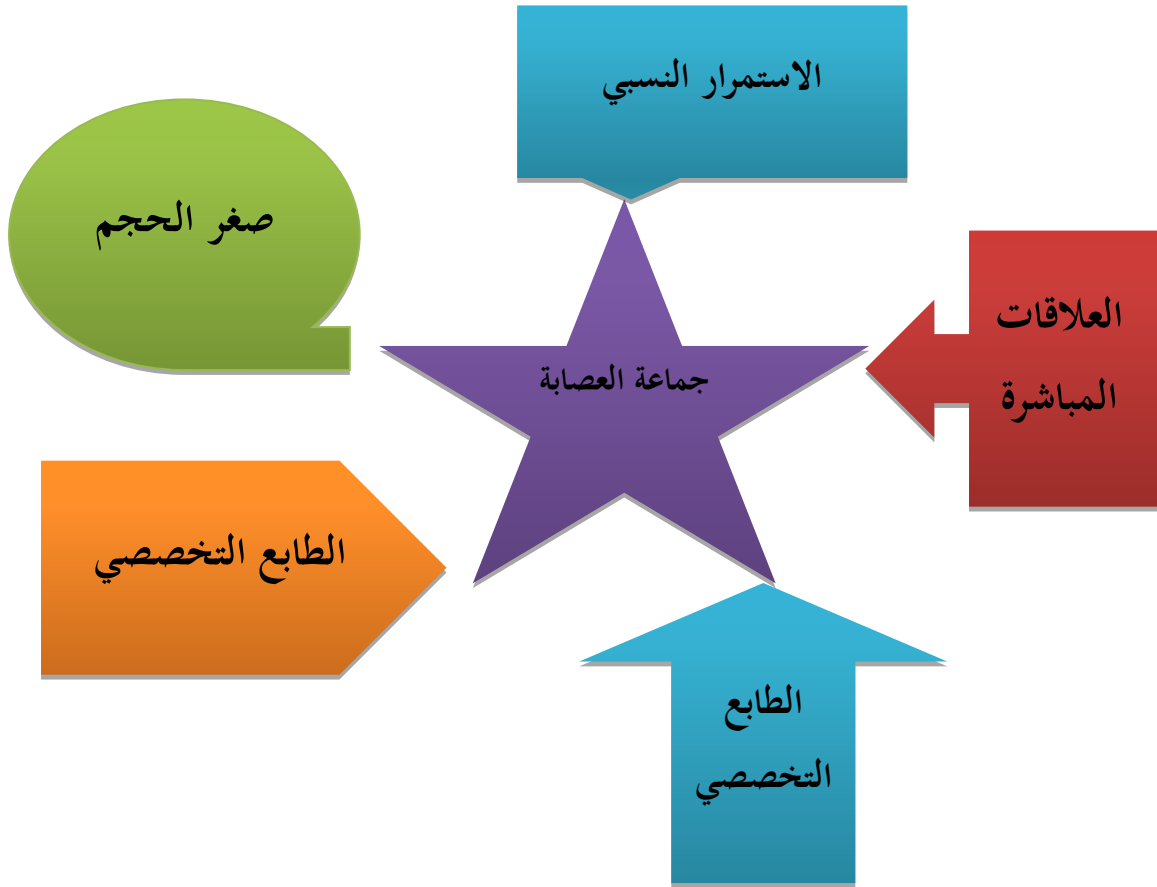 الاستمرار النسبي
صغر الحجم
العلاقات
المباشرة
جماعة العصابة
الطابع التخصصي
الطابع
التخصصي